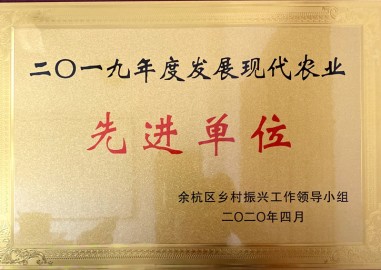 二〇一九年度发展现代农业
先进单位
余杭区乡村振兴工作领导小组
二〇二〇年四月